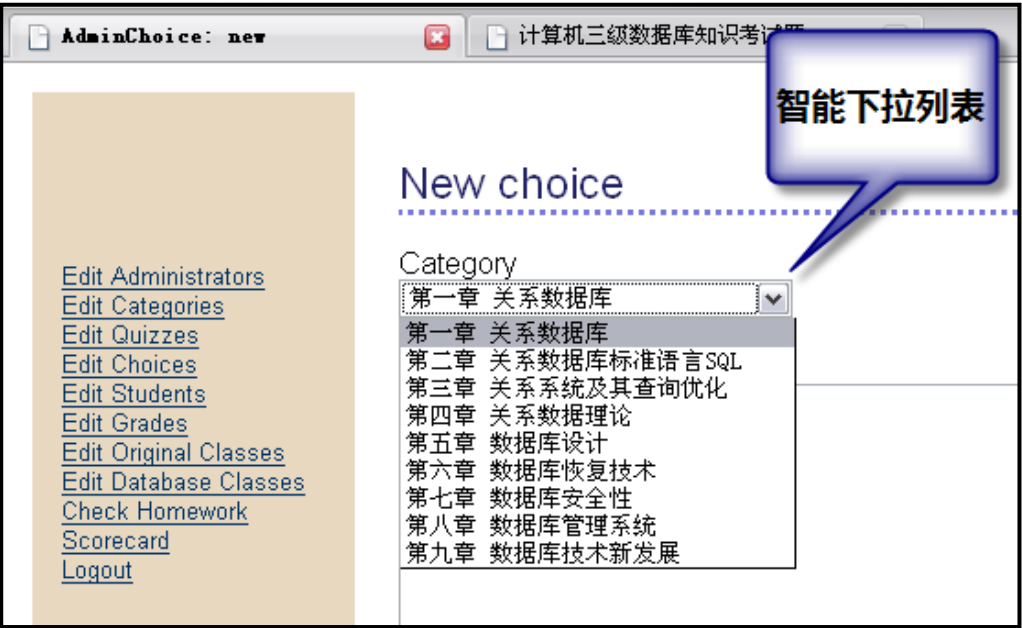 AdminChoice: new
计算机三级数据库知识考试题
智能下拉列表
New choice
Category
第一章 关系数据库
第一章 关系数据库
第二章 关系数据库标准语言SQL
第三章 关系系统及其查询优化
第四章 关系数据理论
第五章 数据库设计
第六章 数据库恢复技术
第七章 数据库安全性
第八章 数据库管理系统
第九章 数据库技术新发展
Edit Administrators
Edit Categories
Edit Quizzes
Edit Choices
Edit Students
Edit Grades
Edit Original Classes
Edit Database Classes
Check Homework
Scorecard
Logout